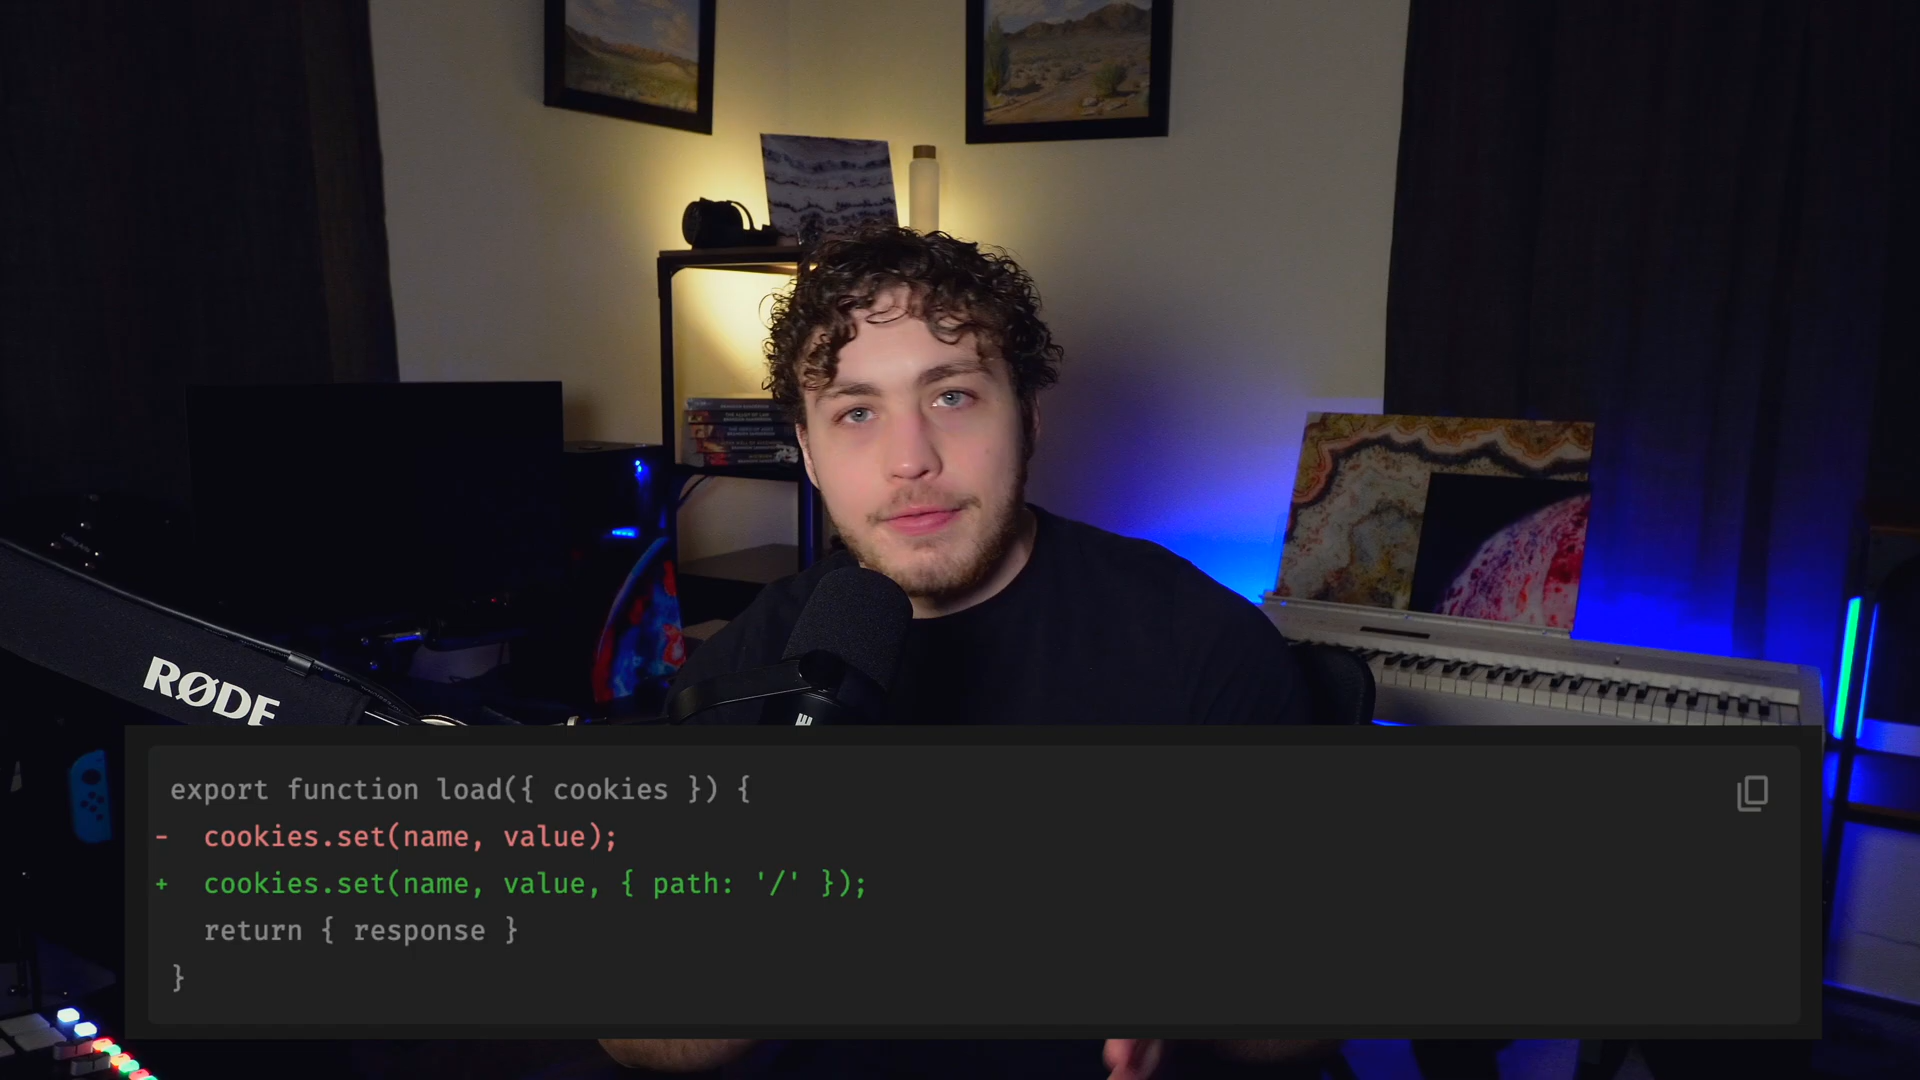 RØDE
export function load({ cookies }) {
- cookies.set(name, value);
+ cookies.set(name, value, { path: '/' });
return { response }
}